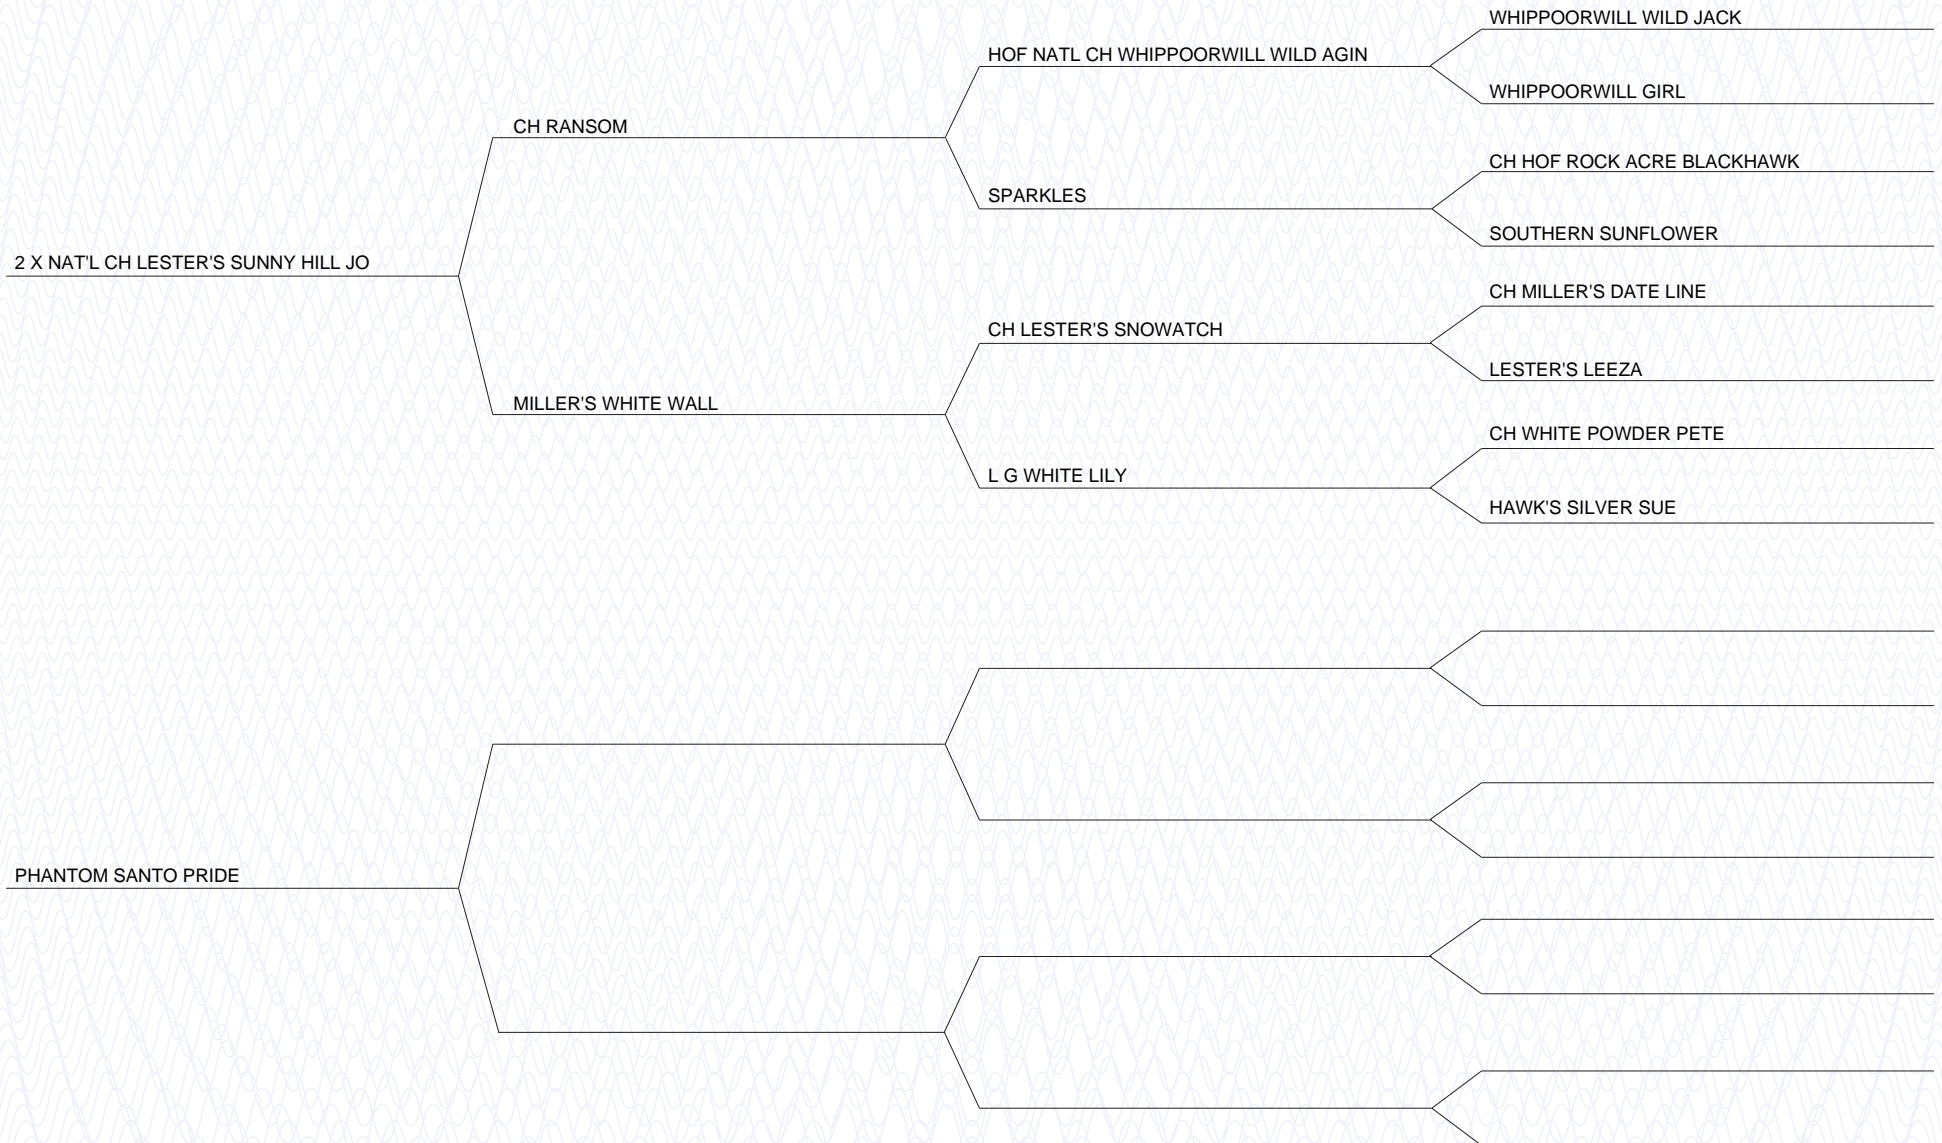 WHIPPOORWILL WILD JACK
HOF NATL CH WHIPPOORWILL WILD AGIN
WHIPPOORWILL GIRL
CH RANSOM
CH HOF ROCK ACRE BLACKHAWK
SPARKLES
SOUTHERN SUNFLOWER
2 X NAT'L CH LESTER'S SUNNY HILL JO
CH MILLER'S DATE LINE
CH LESTER'S SNOWATCH
LESTER'S LEEZA
MILLER'S WHITE WALL
CH WHITE POWDER PETE
L G WHITE LILY
HAWK'S SILVER SUE
PHANTOM SANTO PRIDE